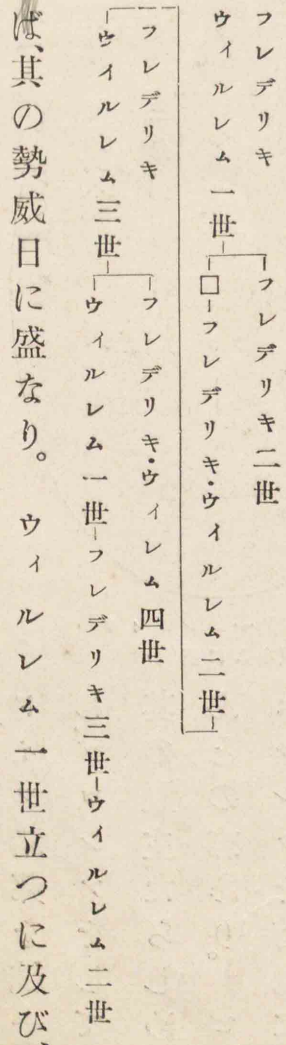 フレデリキ
ウィルレム一世
フレデリキ二世
□フレデリキ・ウィルレム二世
フレデリキ
ウィルレム三世
フレデリキ・ウィレム四世
ウィルレム一世―フレデリキ三世―ウィルレム二世
ば、其の勢威日に盛なり。ウィルレム一世立つに及び、